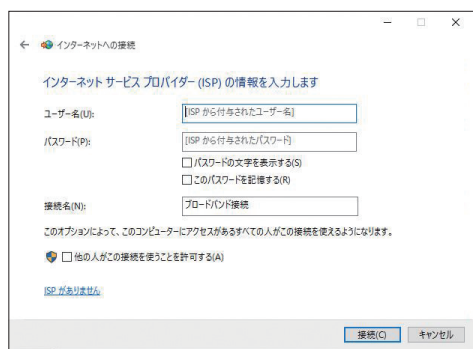 インターネットへの接続
インターネット サービス プロバイダー (ISP) の情報を入力します
ユーザー名(U):
[ISP から付与されたユーザー名]
パスワード(P):
[ISP から付与されたパスワード]
パスワードの文字を表示する(S)
このパスワードを記憶する(R)
接続名(N):
ブロードバンド接続
このオプションによって、このコンピューターにアクセスがあるすべての人がこの接続を使えるようになります。
他の人がこの接続を使うことを許可する(A)
ISP がありません
接続(C)
キャンセル